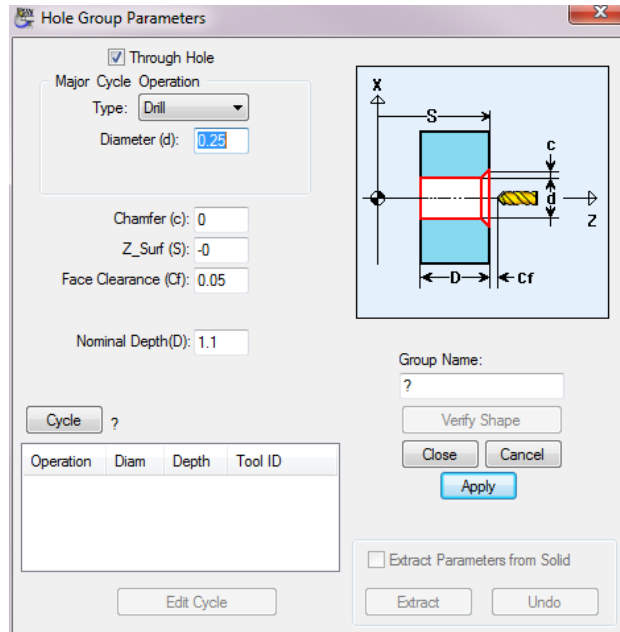 Hole Group Parameters
x
Through Hole
Major Cycle Operation
Type: Drill
Diameter (d): 0.25
Chamfer (c): 0
Z_Surf (S): -0
Face Clearance (Cf): 0.05
Nominal Depth(D): 1.1
X
S
c
d
Z
D
Cf
Group Name:
?
Cycle ?
Verify Shape
Close Cancel
Apply
Operation Diam Depth Tool ID
Edit Cycle
Extract Parameters from Solid
Extract Undo